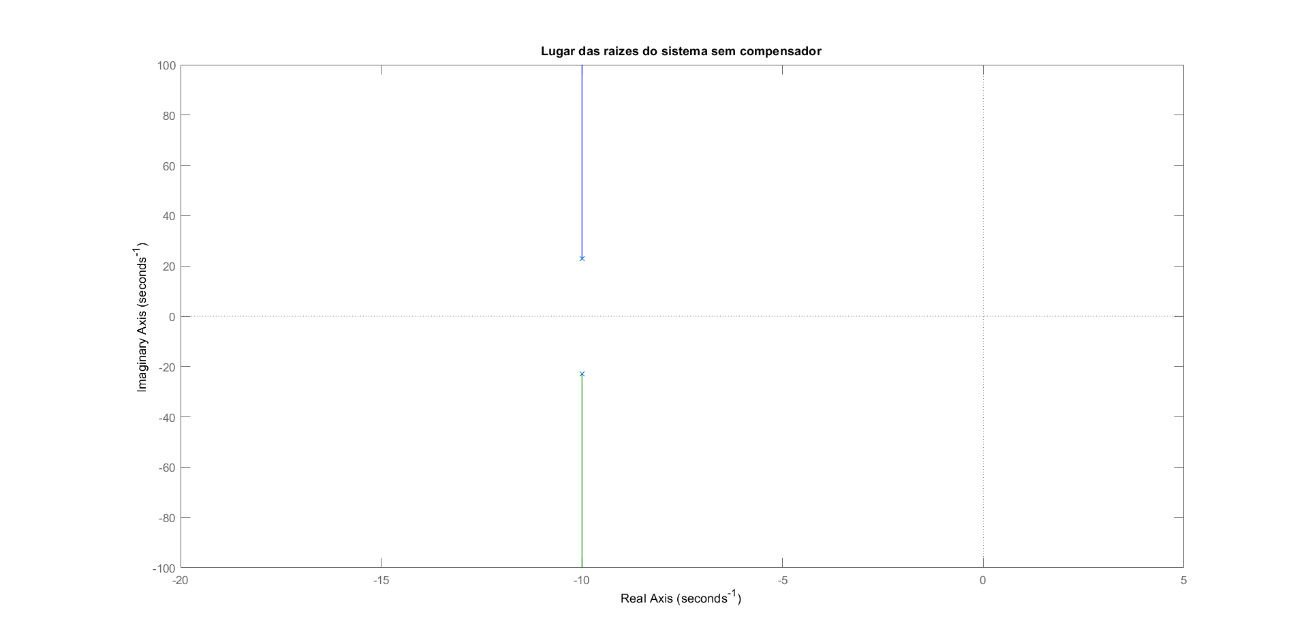 Lugar das raizes do sistema sem compensador
100
80
60
40
20
0
-20
-40
-60
-80
-100
Imaginary Axis (seconds⁻¹)
-20 -15 -10 -5 0 5
Real Axis (seconds⁻¹)